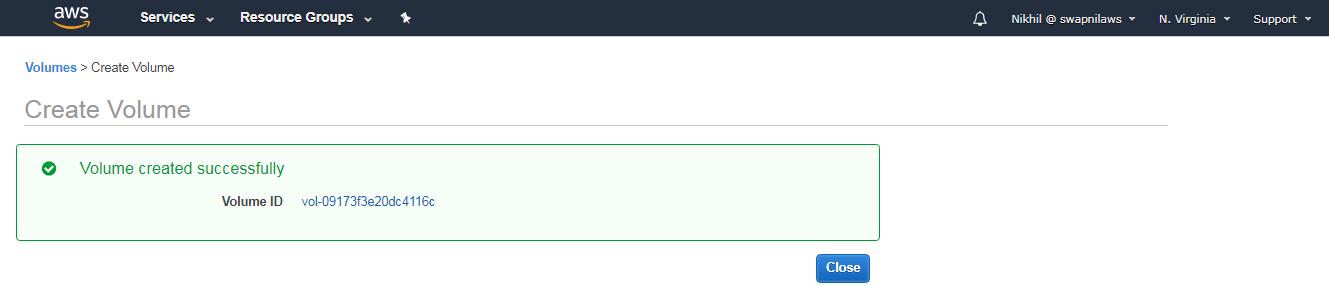 aws Services Resource Groups Nikhil @ swapnilaws N. Virginia Support
Volumes > Create Volume
Create Volume
Volume created successfully
Volume ID vol-09173f3e20dc4116c
Close